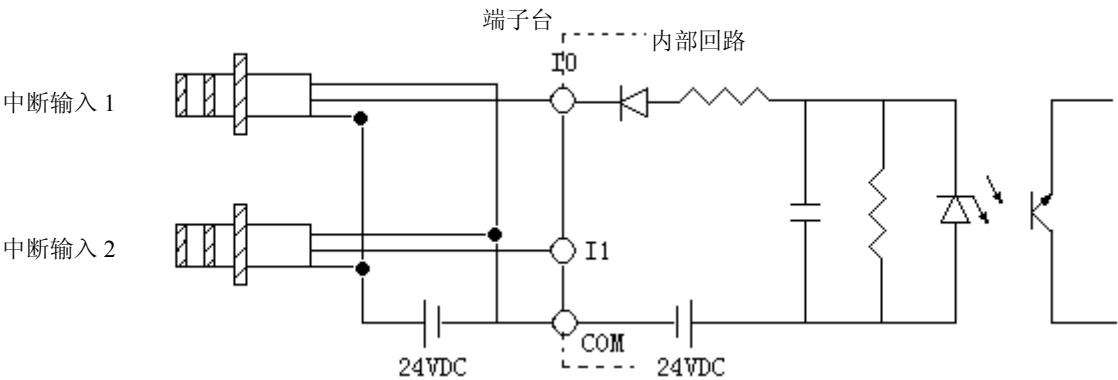 端子台
内部回路
I0
中断输入 1
中断输入 2
I1
COM
24VDC
24VDC